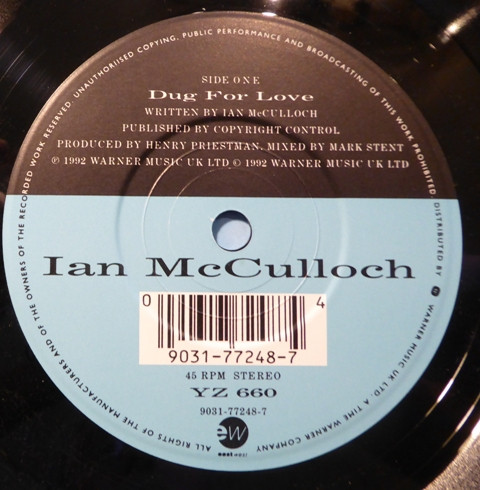 SIDE ONE
Dug For Love
WRITTEN BY IAN McCULLOCH
PUBLISHED BY COPYRIGHT CONTROL
PRODUCED BY HENRY PRIESTMAN, MIXED BY MARK STENT
℗ 1992 WARNER MUSIC UK LTD © 1992 WARNER MUSIC UK LTD
Ian McCulloch
0 4
9031-77248-7
45 RPM STEREO
YZ 660
9031-77248-7
ew
east west
ALL RIGHTS OF THE MANUFACTURERS AND OF THE OWNERS OF THE RECORDED WORK RESERVED. UNAUTHORIISED COPYING, PUBLIC PERFORMANCE AND BROADCASTING OF THIS WORK PROHIBITED. DISTRIBUTED BY WARNER MUSIC UK LTD. A TIME WARNER COMPANY